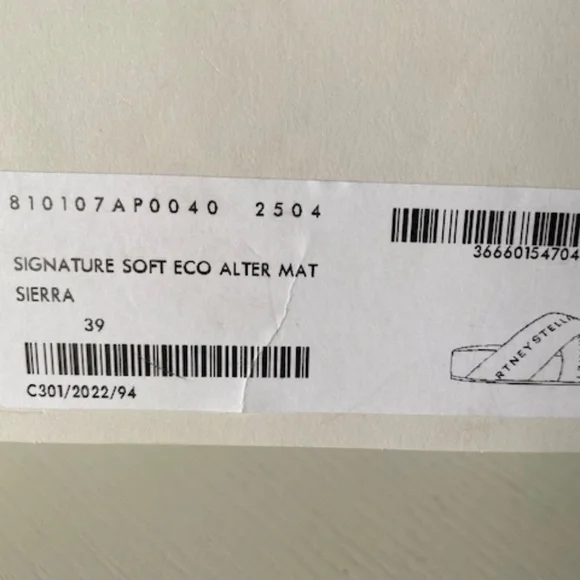 810107AP0040 2504
36660154704
SIGNATURE SOFT ECO ALTER MAT
SIERRA
39
RTNEYSTELLA
C301/2022/94